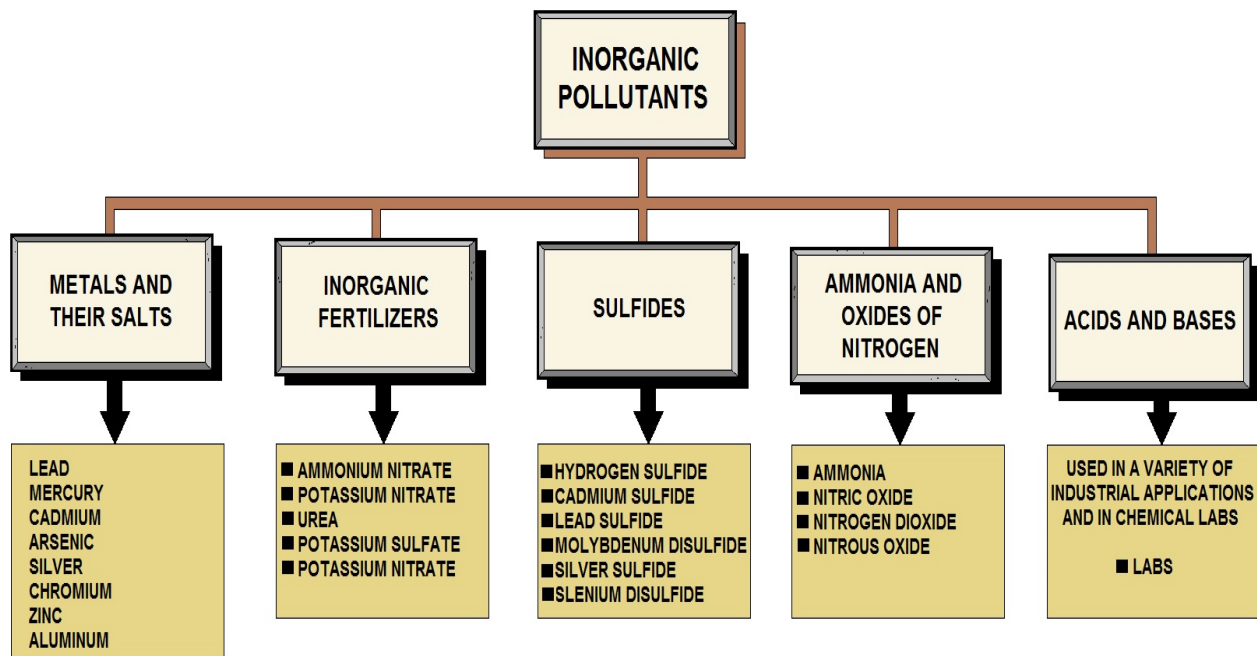 INORGANIC
POLLUTANTS
METALS AND
THEIR SALTS
LEAD
MERCURY
CADMIUM
ARSENIC
SILVER
CHROMIUM
ZINC
ALUMINUM
INORGANIC
FERTILIZERS
■ AMMONIUM NITRATE
■ POTASSIUM NITRATE
■ UREA
■ POTASSIUM SULFATE
■ POTASSIUM NITRATE
SULFIDES
■ HYDROGEN SULFIDE
■ CADMIUM SULFIDE
■ LEAD SULFIDE
■ MOLYBDENUM DISULFIDE
■ SILVER SULFIDE
■ SLENIUM DISULFIDE
AMMONIA AND
OXIDES OF
NITROGEN
■ AMMONIA
■ NITRIC OXIDE
■ NITROGEN DIOXIDE
■ NITROUS OXIDE
ACIDS AND BASES
USED IN A VARIETY OF
INDUSTRIAL APPLICATIONS
AND IN CHEMICAL LABS
■ LABS